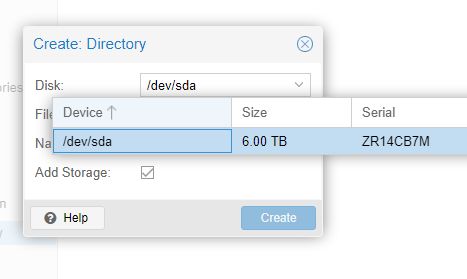 Create: Directory
ories
Disk: /dev/sda
File
Device Size Serial
Na
/dev/sda 6.00 TB ZR14CB7M
Add Storage:
m
Help Create